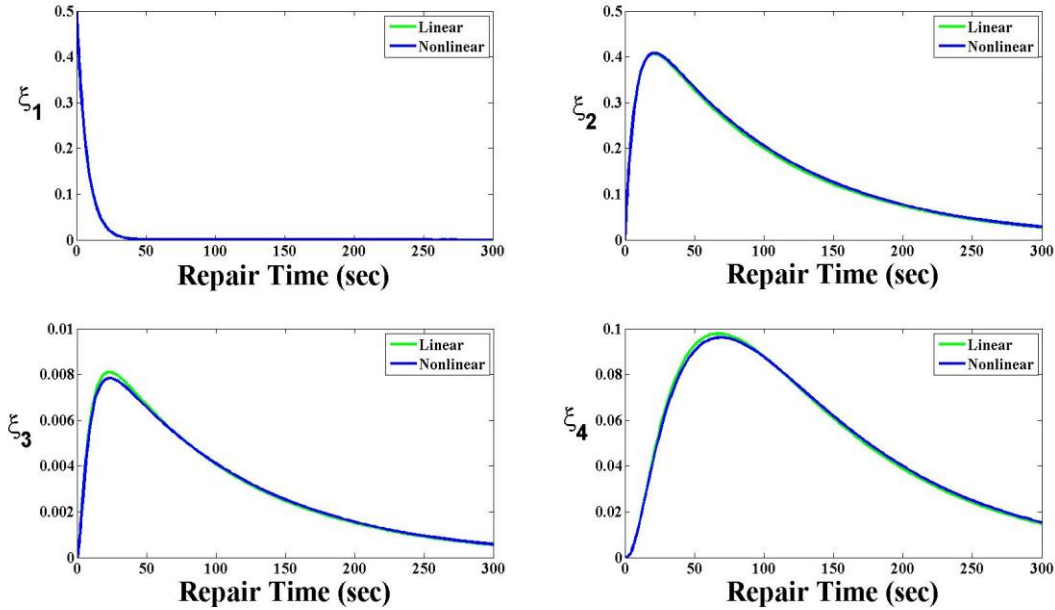 0.5
0.4
0.3
0.2
0.1
0
ξ1
Linear
Nonlinear
0 50 100 150 200 250 300
Repair Time (sec)
0.5
0.4
0.3
0.2
0.1
0
ξ2
Linear
Nonlinear
0 50 100 150 200 250 300
Repair Time (sec)
0.01
0.008
0.006
0.004
0.002
0
ξ3
Linear
Nonlinear
0 50 100 150 200 250 300
Repair Time (sec)
0.1
0.08
0.06
0.04
0.02
0
ξ4
Linear
Nonlinear
0 50 100 150 200 250 300
Repair Time (sec)